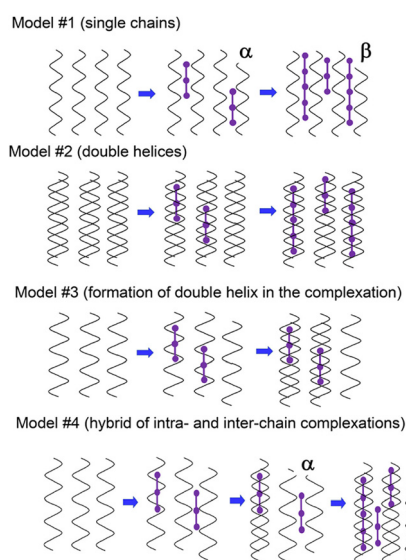 Model #1 (single chains)
α
β
Model #2 (double helices)
Model #3 (formation of double helix in the complexation)
Model #4 (hybrid of intra- and inter-chain complexations)
α